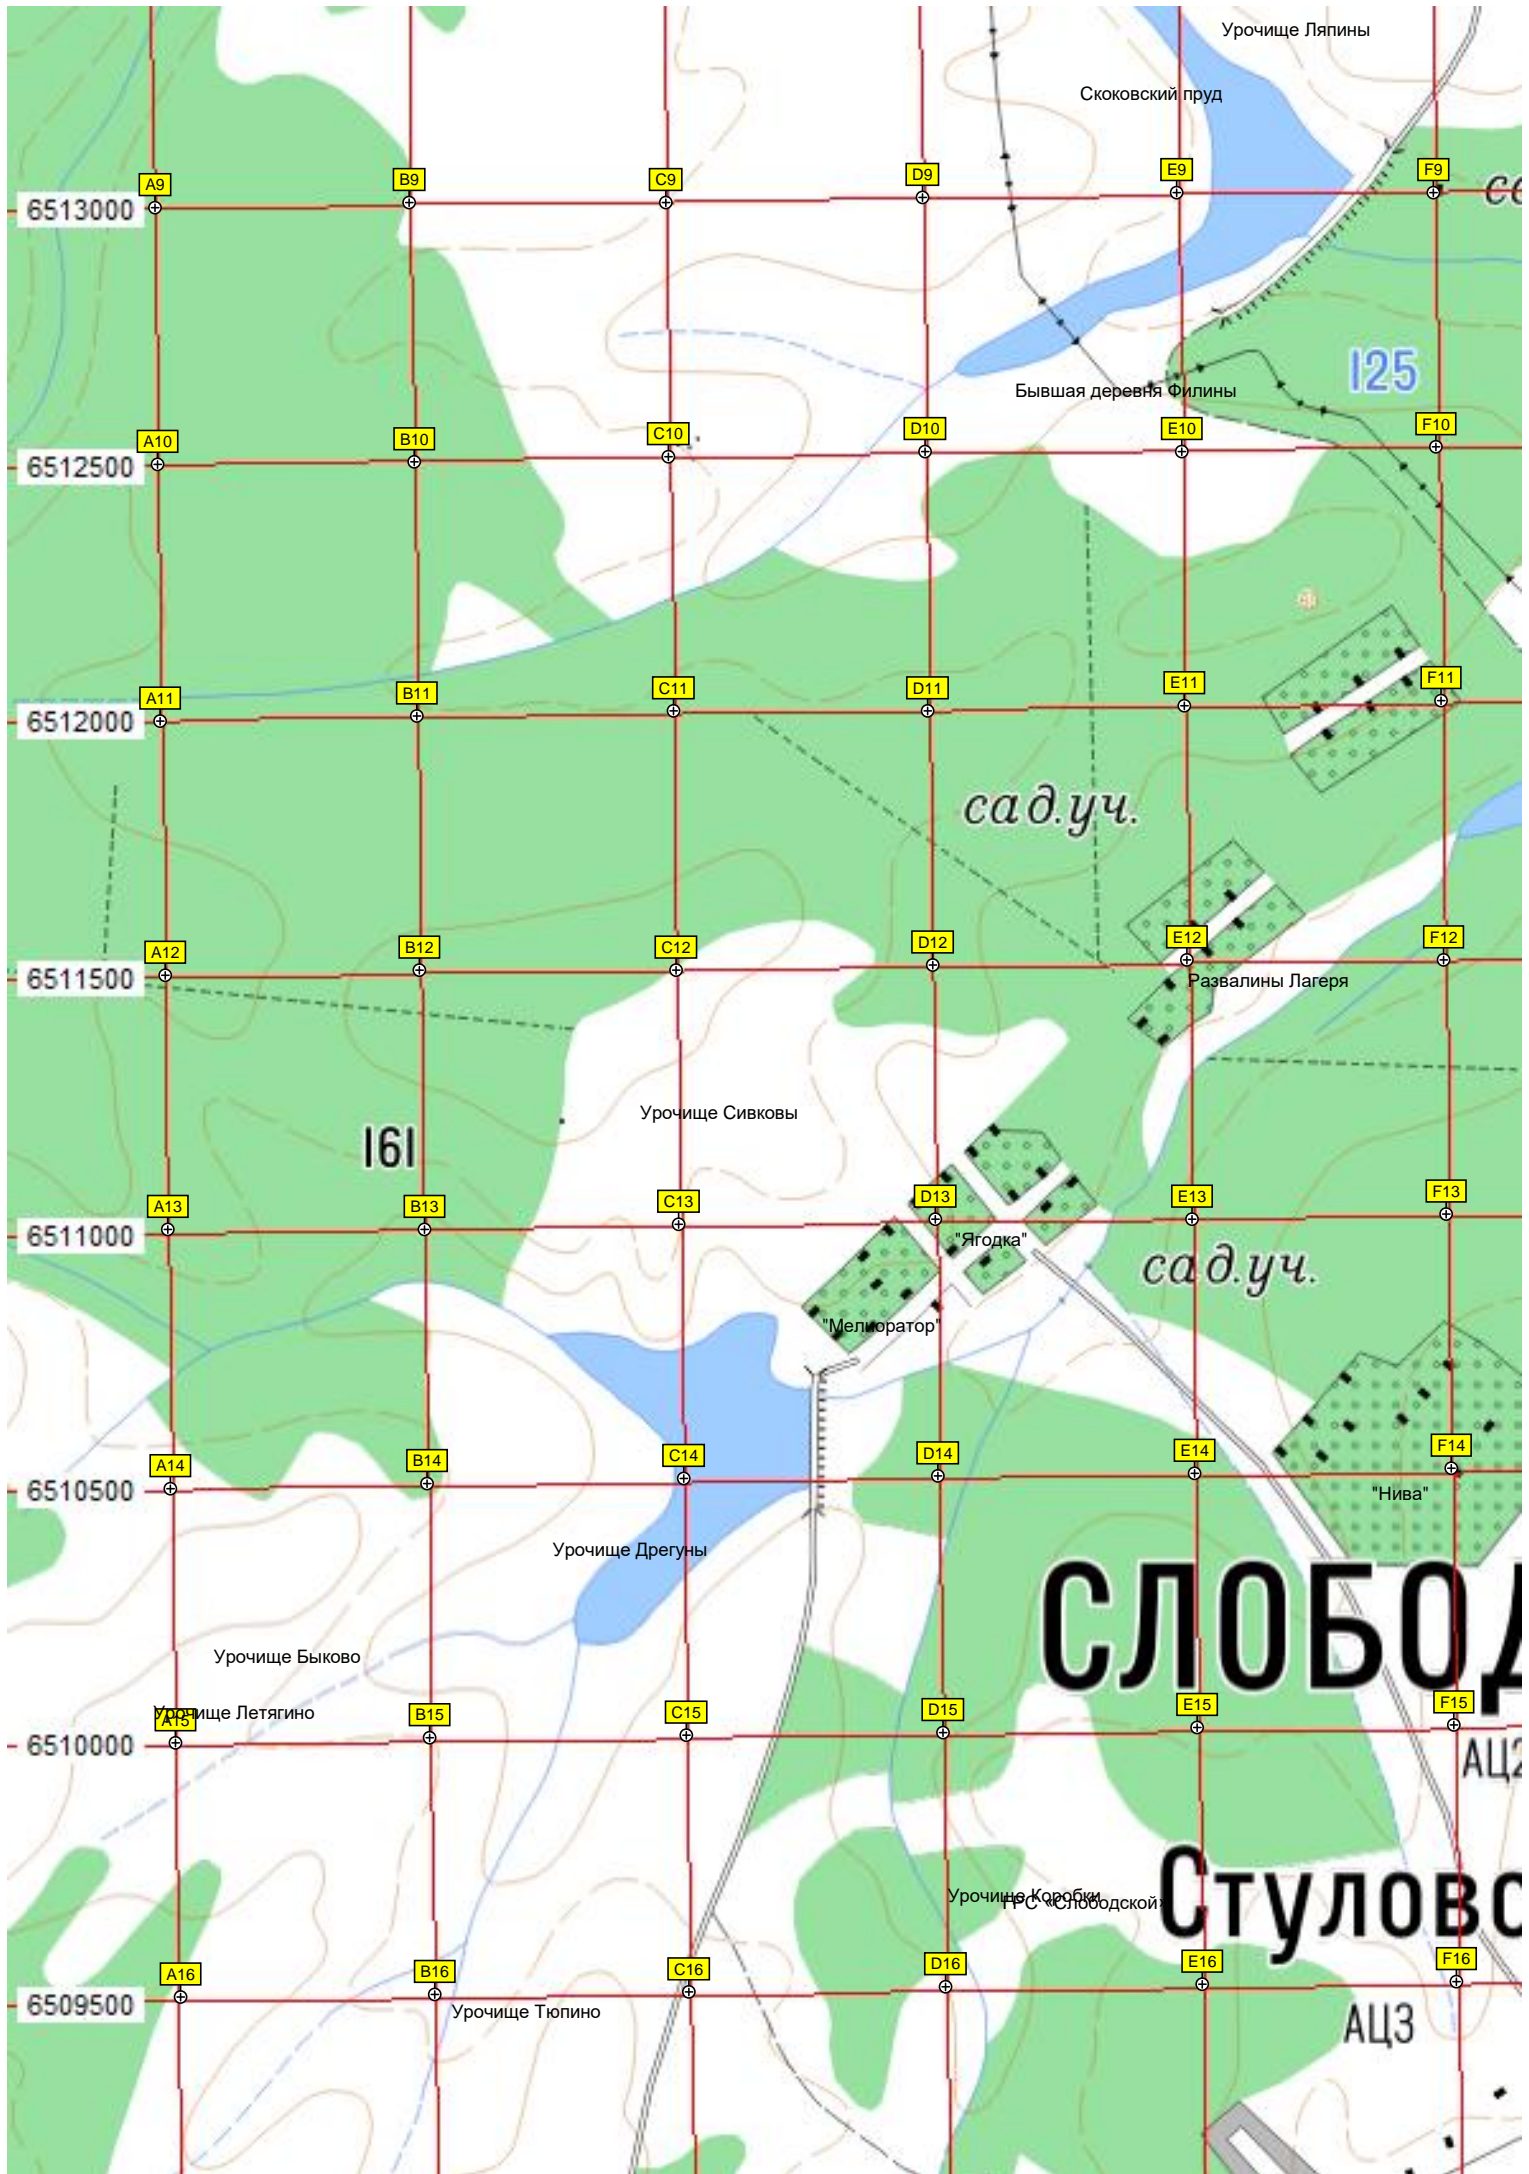 Урочище Ляпины
Скоковский пруд
A9 B9 C9 D9 E9 F9
6513000
I25
Бывшая деревня Филины
A10 B10 C10 D10 E10 F10
6512500
A11 B11 C11 D11 E11 F11
6512000
сад.уч.
A12 B12 C12 D12 E12 F12
6511500
Развалины Лагеря
Урочище Сивковы
I6I
A13 B13 C13 D13 E13 F13
6511000
"Ягодка"
сад.уч.
"Мелиоратор"
A14 B14 C14 D14 E14 F14
6510500
"Нива"
Урочище Дрегуны
СЛОБОД
Урочище Быково
Урочище Летягино
A15 B15 C15 D15 E15 F15
6510000
АЦ2
Стуловс
Урочище Коробки
ГРС «Слободской»
A16 B16 C16 D16 E16 F16
6509500
Урочище Тюпино
АЦ3